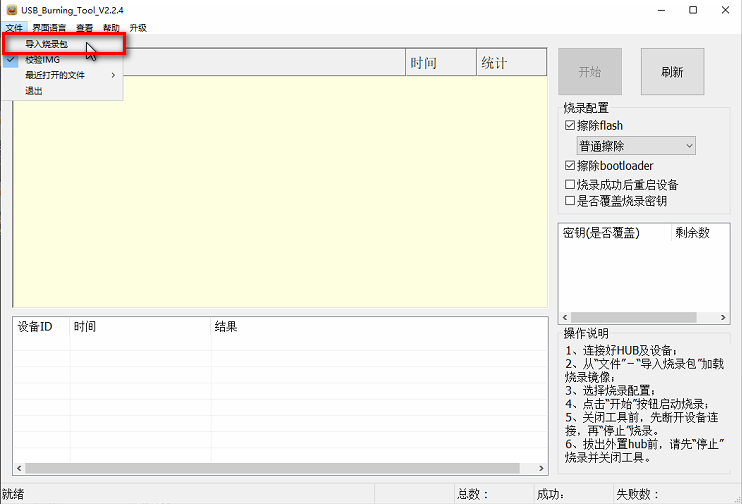 USB_Burning_Tool_V2.2.4
文件 界面语言 查看 帮助 升级
导入烧录包
校验IMG
最近打开的文件
退出
时间 统计
开始 刷新
烧录配置
擦除flash
普通擦除
擦除bootloader
烧录成功后重启设备
是否覆盖烧录密钥
密钥(是否覆盖) 剩余数
设备ID 时间 结果
操作说明
1、连接好HUB及设备;
2、从“文件”—“导入烧录包”加载
烧录镜像;
3、选择烧录配置;
4、点击“开始”按钮启动烧录;
5、关闭工具前，先断开设备连
接，再“停止”烧录。
6、拔出外置hub前，请先“停止”
烧录并关闭工具。
就绪 总数： 成功： 失败数：